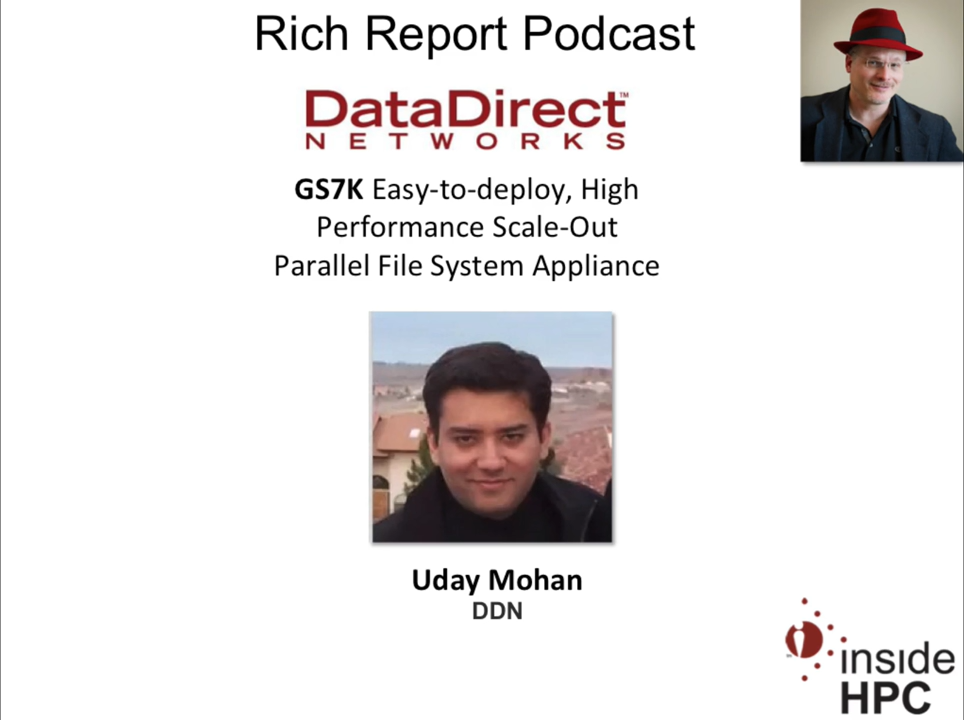 Rich Report Podcast
DataDirect™
NETWORKS
GS7K Easy-to-deploy, High
Performance Scale-Out
Parallel File System Appliance
Uday Mohan
DDN
inside
HPC